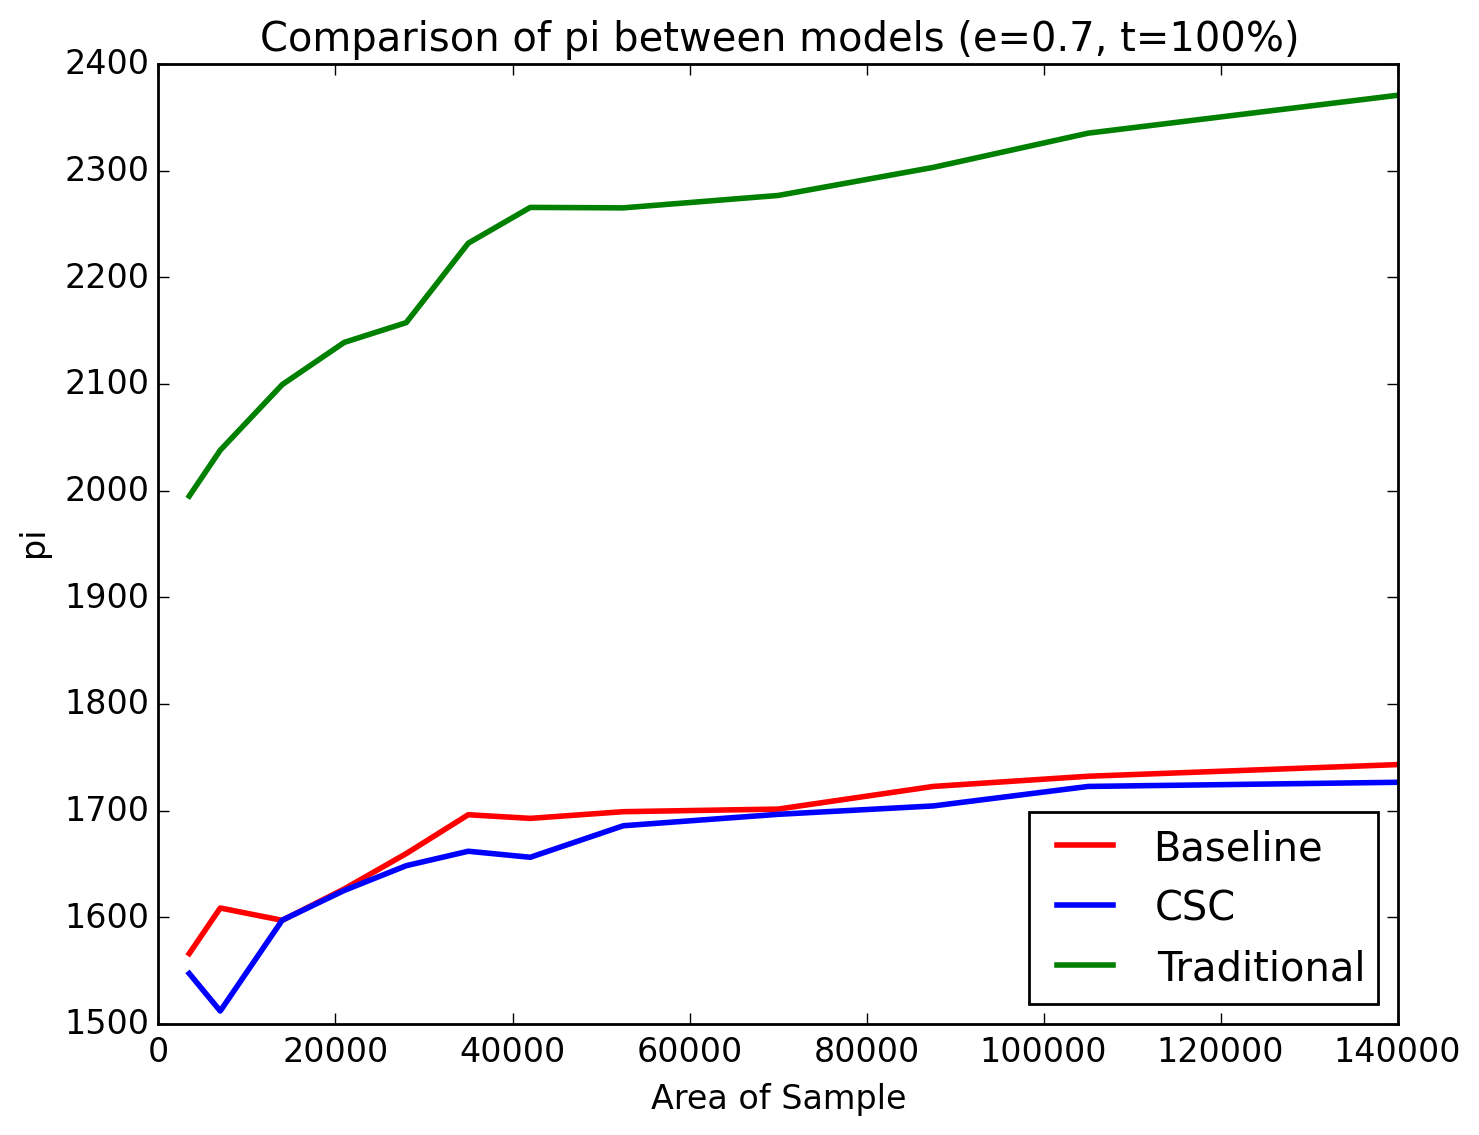 Comparison of pi between models (e=0.7, t=100%)
2400
2300
2200
2100
2000
1900
1800
1700
1600
1500
pi
Baseline
CSC
Traditional
0 20000 40000 60000 80000 100000 120000 140000
Area of Sample